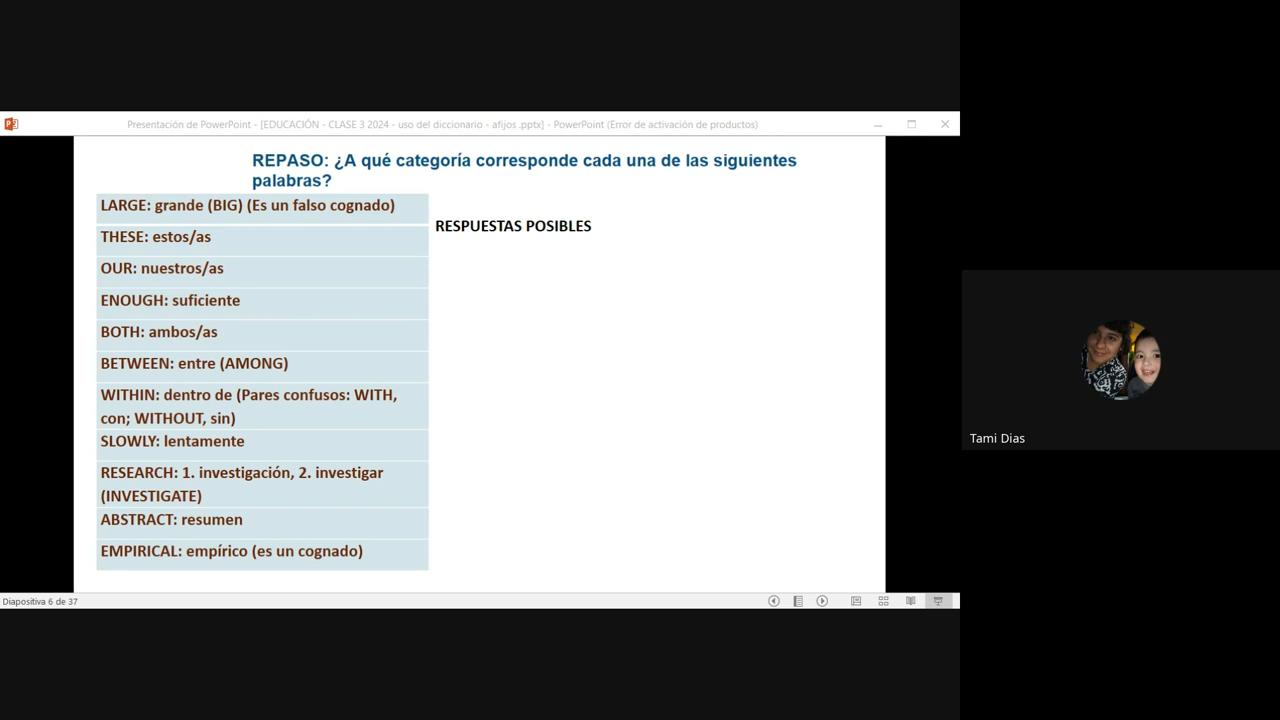 Presentación de PowerPoint - [EDUCACIÓN - CLASE 3 2024 - uso del diccionario - afijos .pptx] - PowerPoint (Error de activación de productos)
REPASO: ¿A qué categoría corresponde cada una de las siguientes
palabras?
LARGE: grande (BIG) (Es un falso cognado)
RESPUESTAS POSIBLES
THESE: estos/as
OUR: nuestros/as
ENOUGH: suficiente
BOTH: ambos/as
BETWEEN: entre (AMONG)
WITHIN: dentro de (Pares confusos: WITH,
con; WITHOUT, sin)
SLOWLY: lentamente
RESEARCH: 1. investigación, 2. investigar
(INVESTIGATE)
ABSTRACT: resumen
EMPIRICAL: empírico (es un cognado)
Diapositiva 6 de 37
Tami Dias